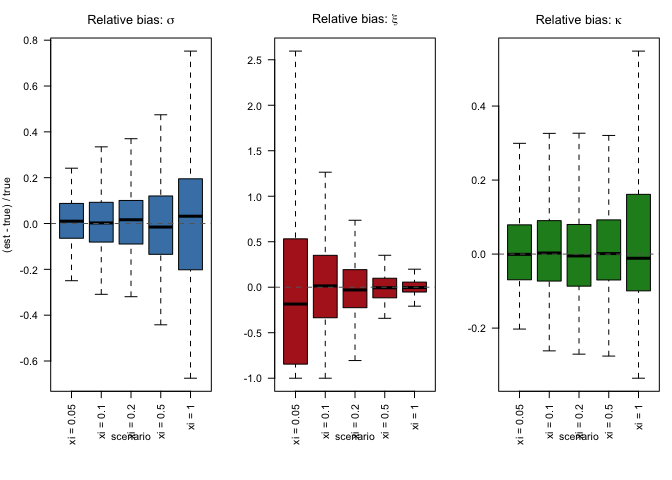 Relative bias: σ
Relative bias: ξ
Relative bias: κ
(est - true) / true
0.8
0.6
0.4
0.2
0.0
-0.2
-0.4
-0.6
xi = 0.05
xi = 0.1
xi = 0.2
xi = 0.5
xi = 1
scenario
2.5
2.0
1.5
1.0
0.5
0.0
-0.5
-1.0
xi = 0.05
xi = 0.1
xi = 0.2
xi = 0.5
xi = 1
scenario
0.4
0.2
0.0
-0.2
xi = 0.05
xi = 0.1
xi = 0.2
xi = 0.5
xi = 1
scenario